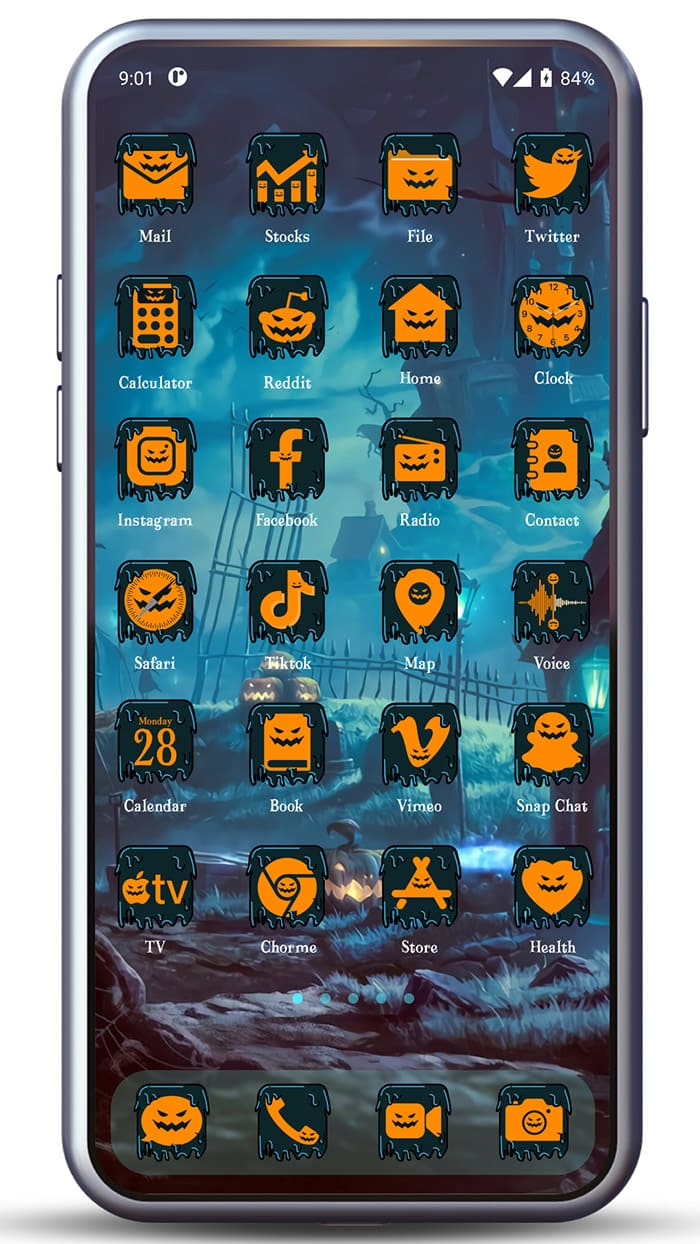 9:01 84%
Mail Stocks File Twitter
12
Calculator Reddit Home Clock
Instagram Facebook Radio Contact
Safari Tiktok Map Voice
Monday
28
Calendar Book Vimeo Snap Chat
tv
TV Chorme Store Health